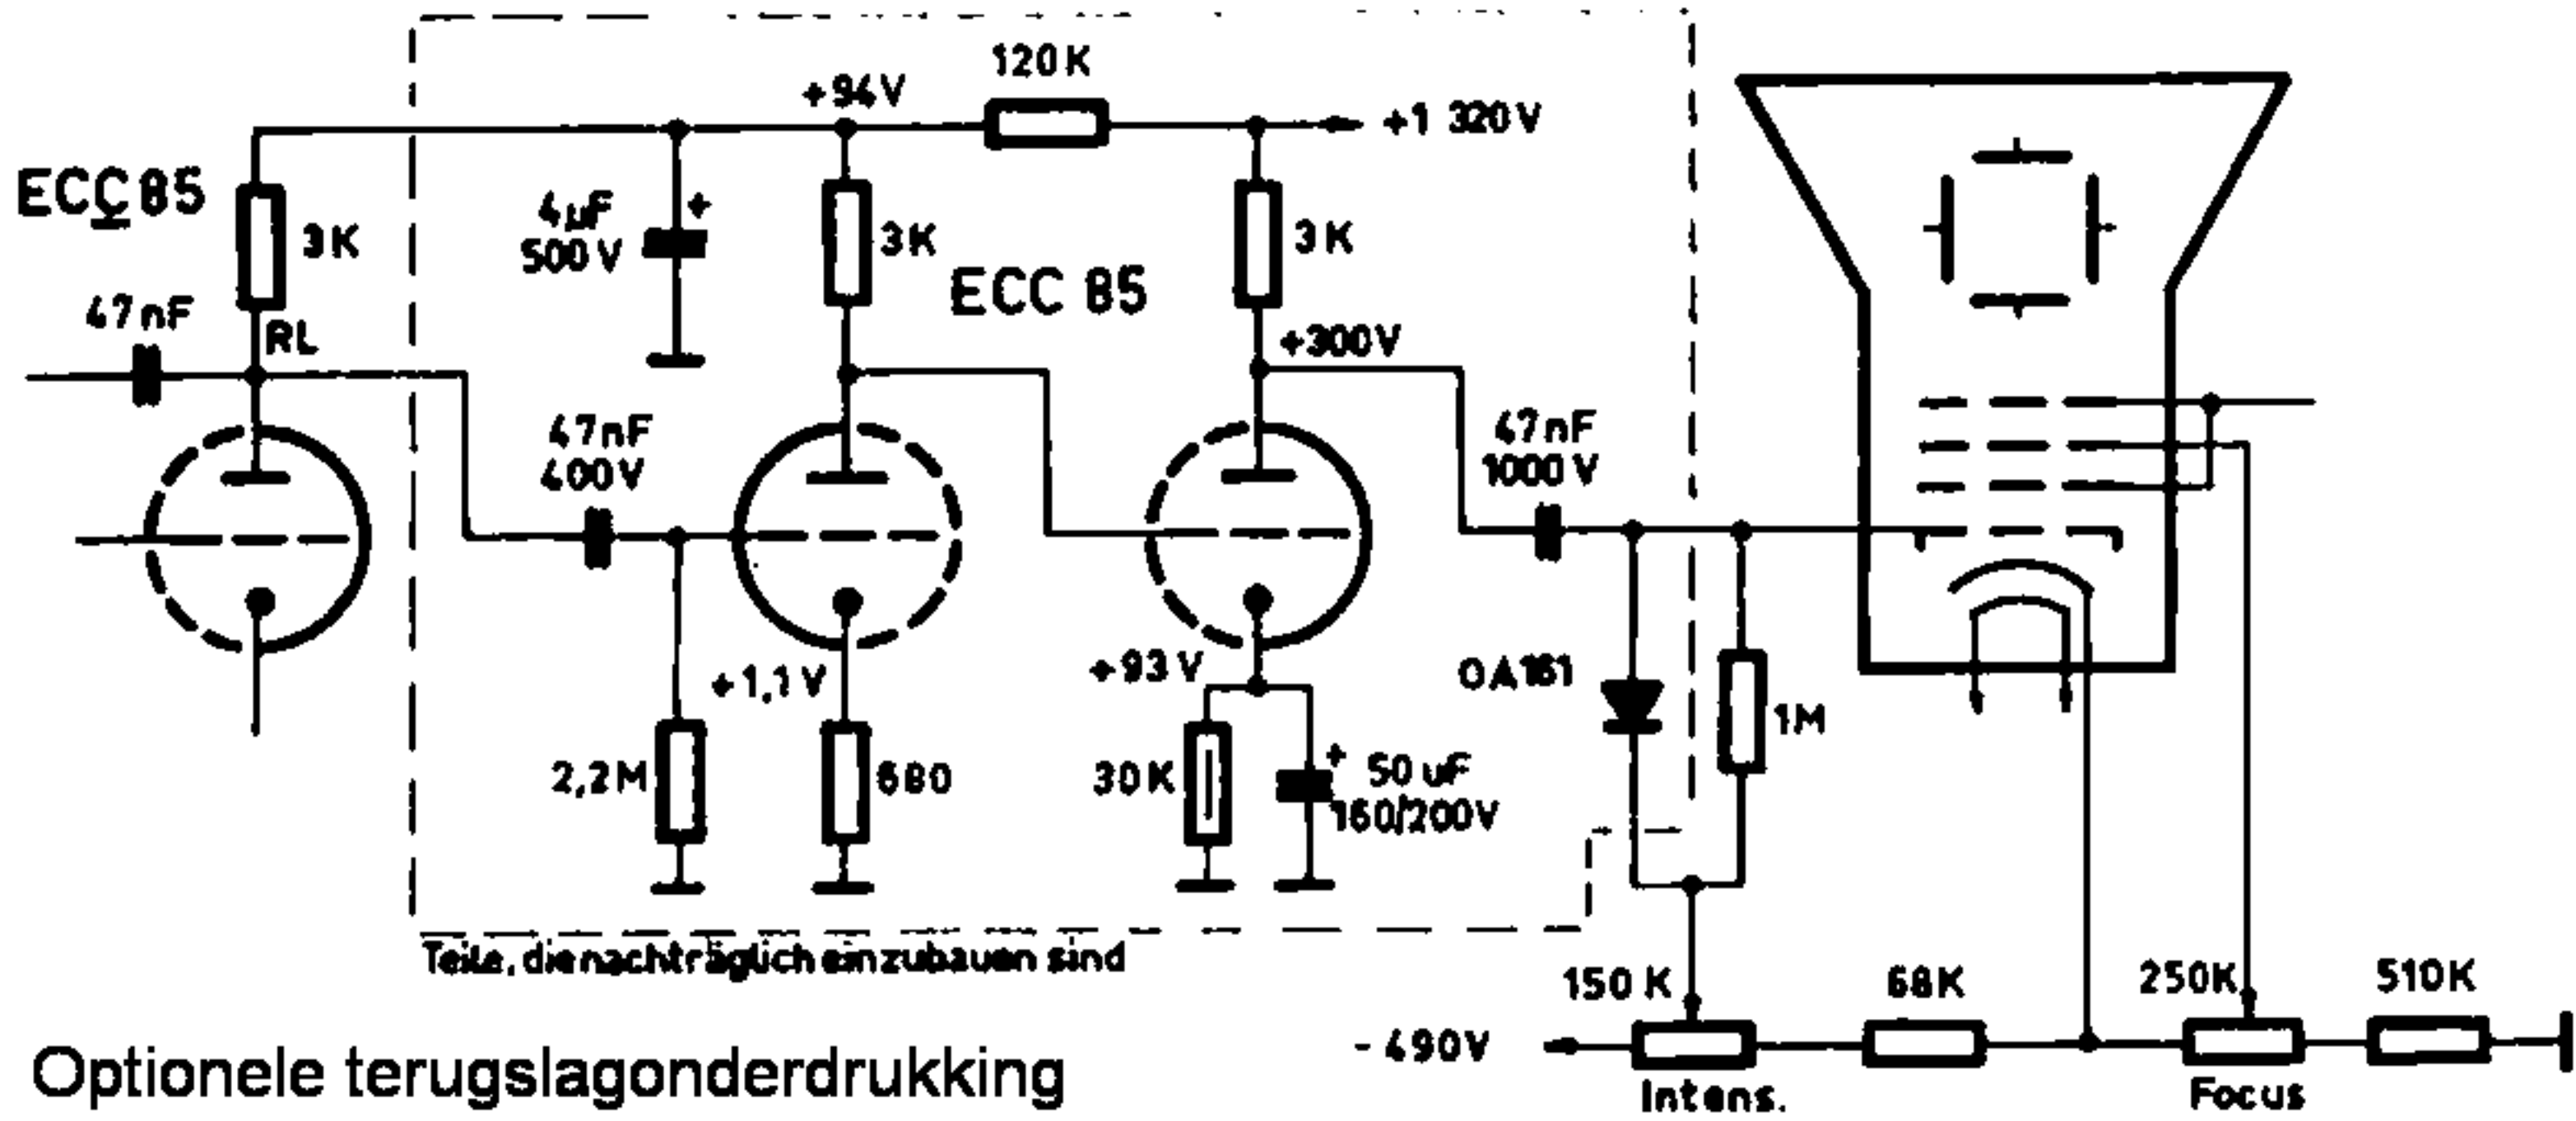 120K
+94V
+1 320V
ECC85
4µF
500V
+
3K
3K
3K
ECC 85
47nF
RL
+300V
47nF
400V
47nF
1000V
+1,1V
+93V
OA161
1M
2,2M
680
30K
+
50 uF
160/200V
Teile, die nachträglich einzubauen sind
150 K
68K
250K
510K
- 490V
Intens.
Focus
Optionele terugslagonderdrukking